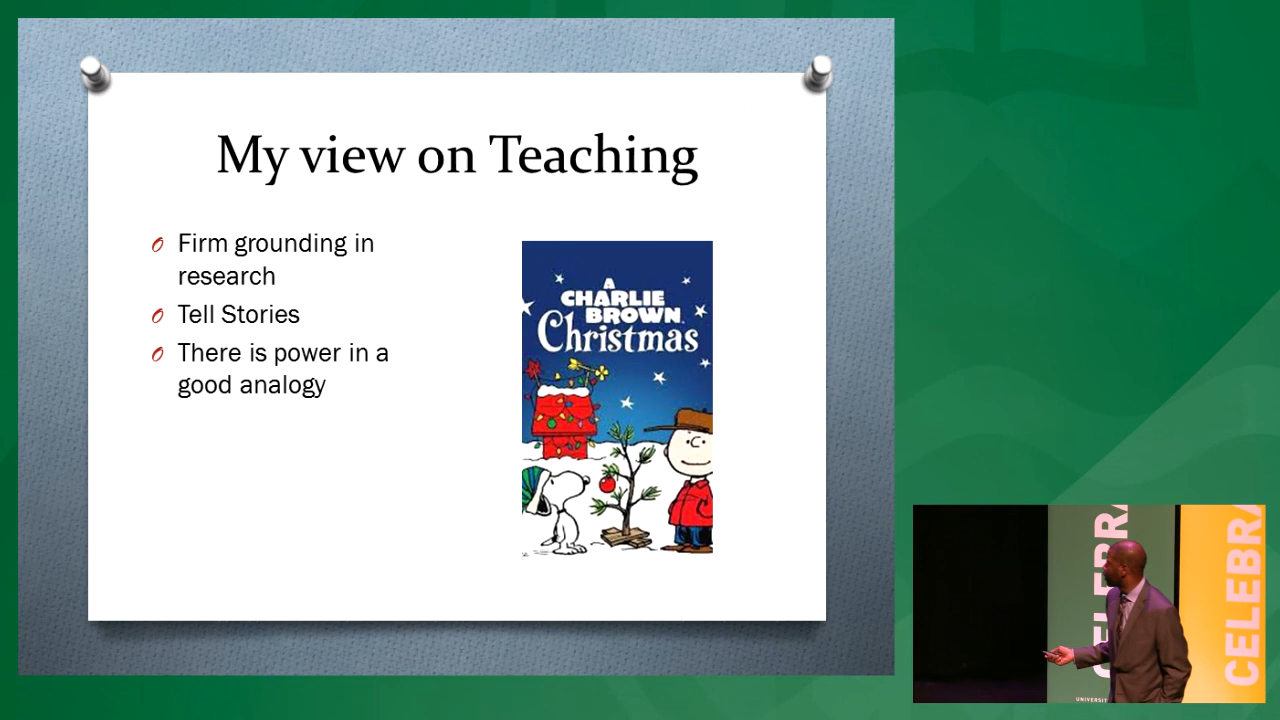 My view on Teaching
Firm grounding in
research
Tell Stories
There is power in a
good analogy
A
CHARLIE
BROWN
Christmas
CELEBRA
CELEBRA